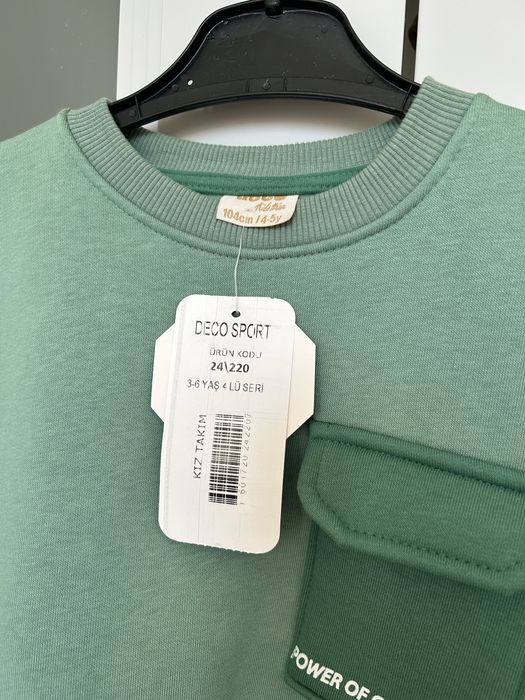 104cm / 4-5y
DECO SPORT
ÜRÜN KODU
24\220
3-6 YAŞ 4 LÜ SERİ
KIZ TAKIM
POWER OF